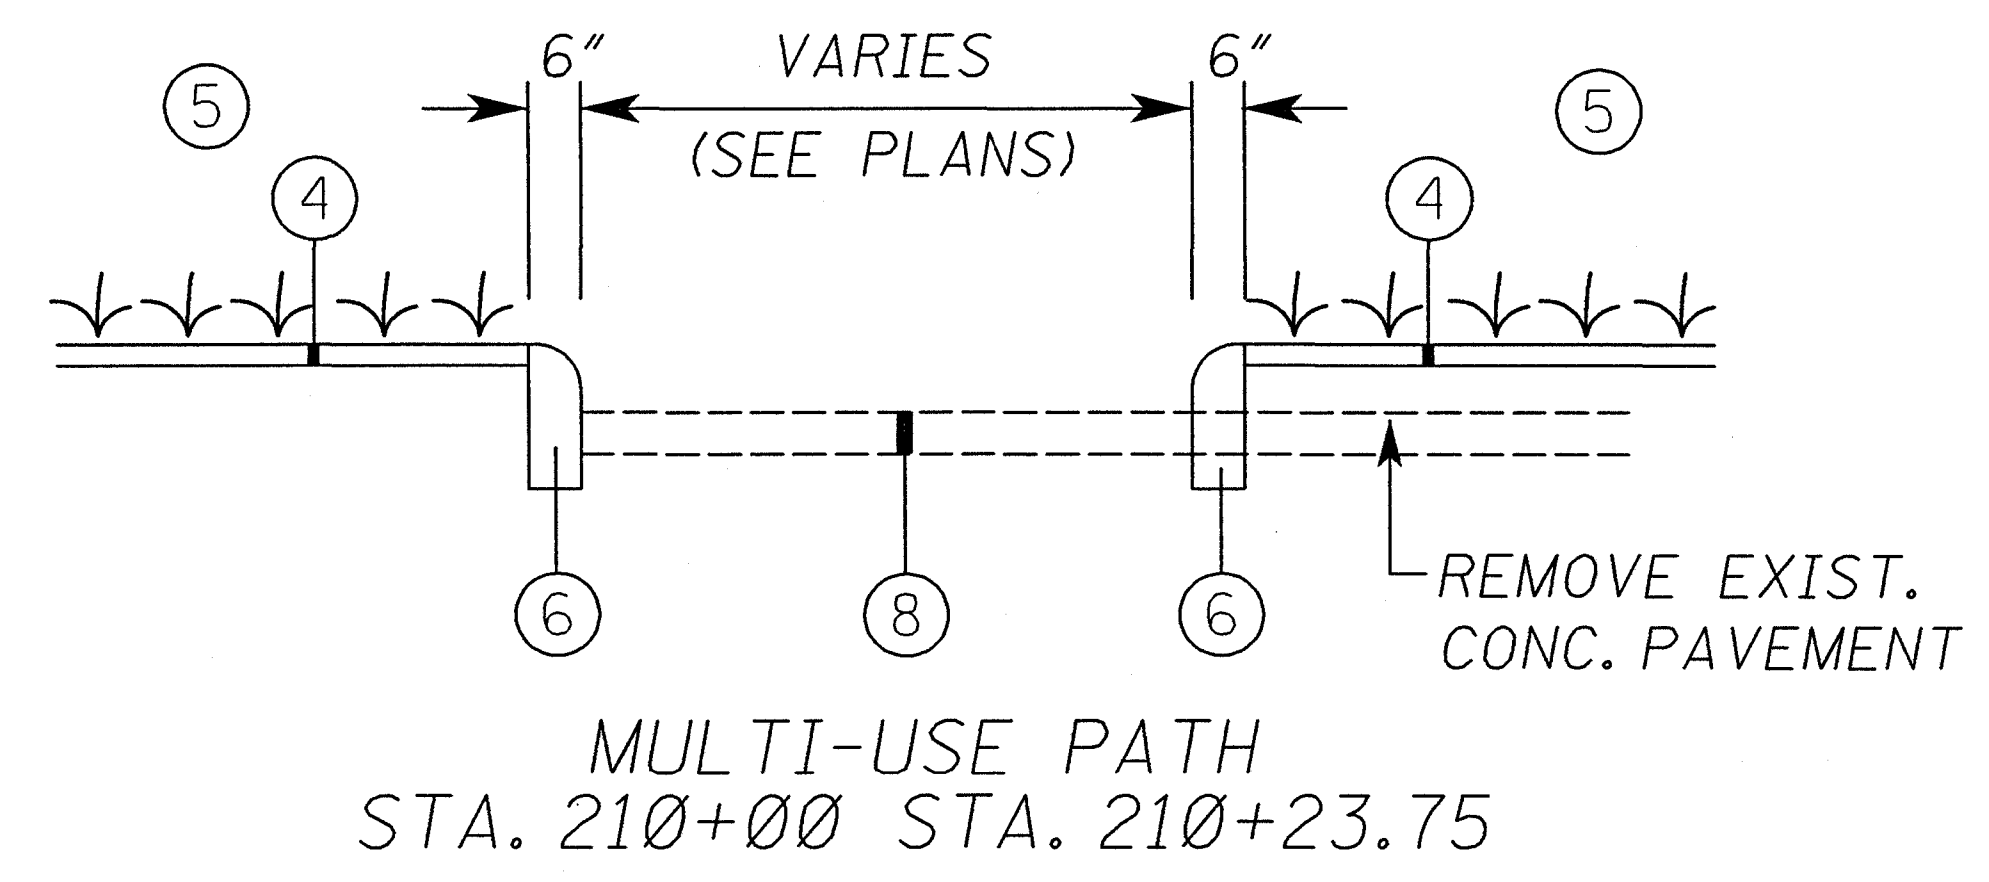 6" VARIES 6"
5 5
(SEE PLANS)
4 4
6 8 6
REMOVE EXIST.
CONC. PAVEMENT
MULTI-USE PATH
STA. 210+00 STA. 210+23.75